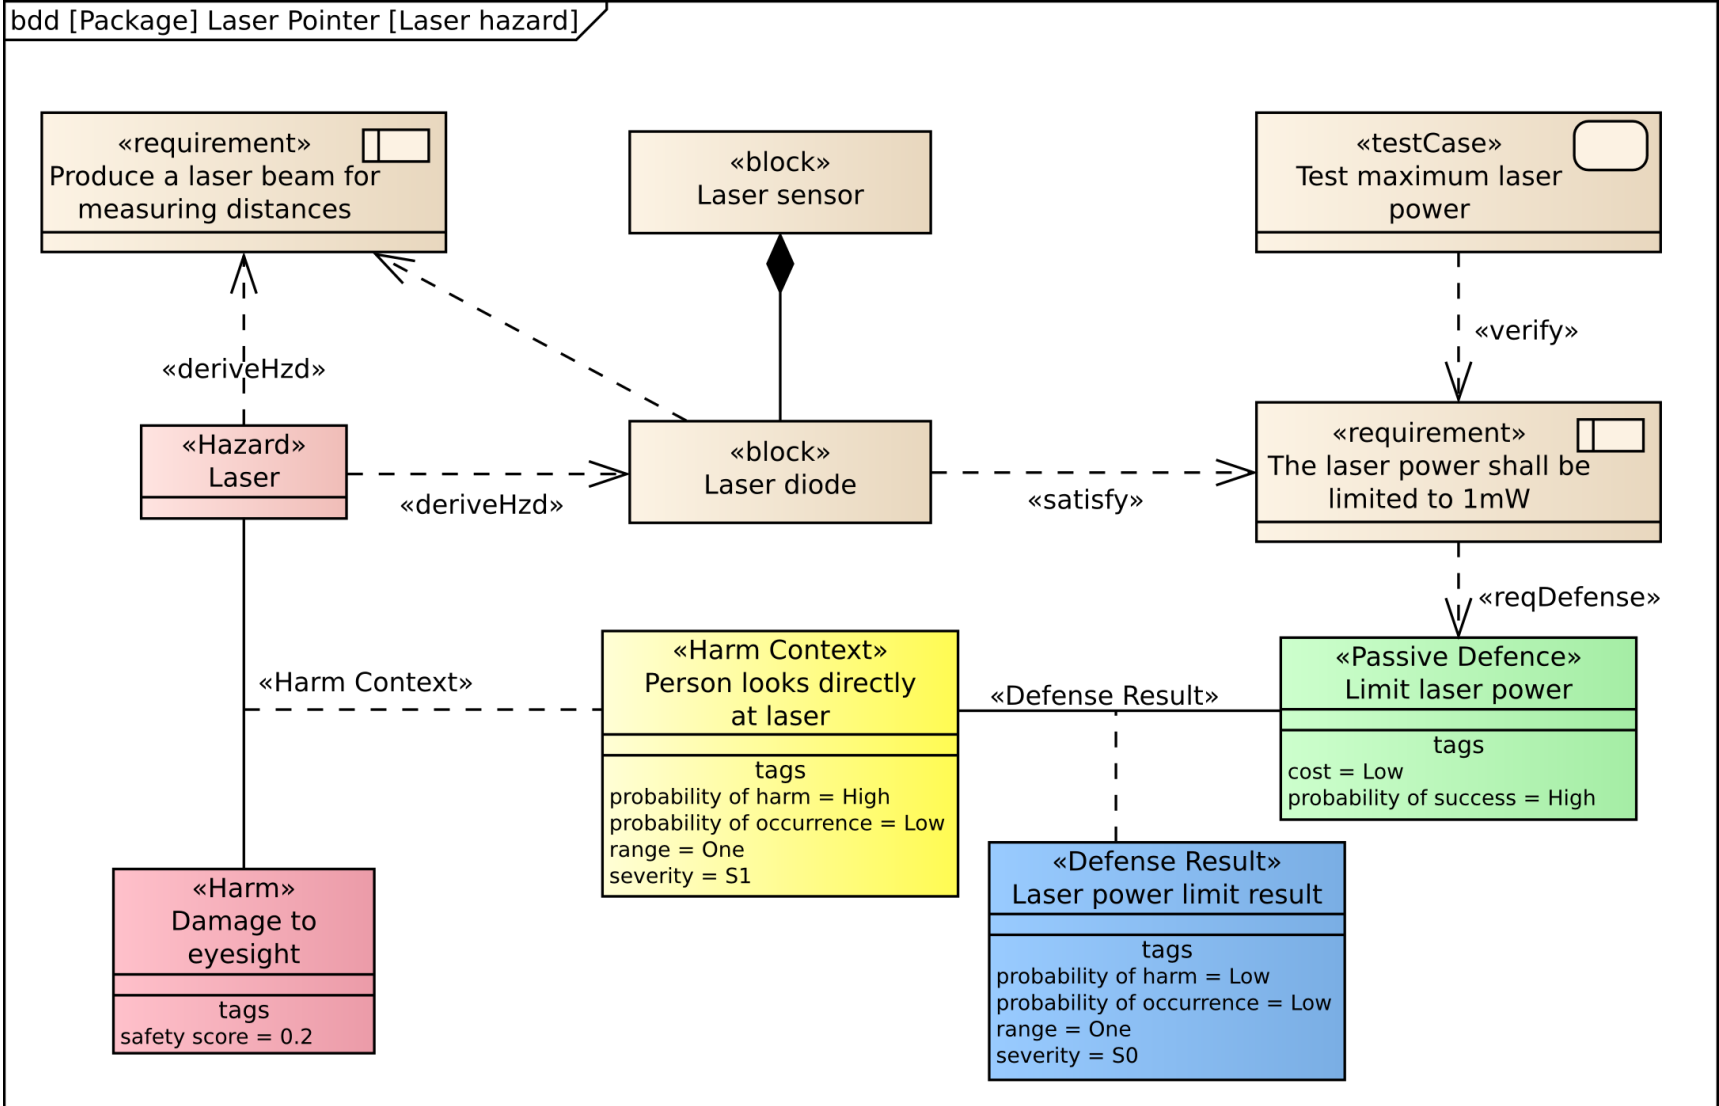 bdd [Package] Laser Pointer [Laser hazard]
«requirement»
Produce a laser beam for
measuring distances
«block»
Laser sensor
«testCase»
Test maximum laser
power
«deriveHzd»
«verify»
«Hazard»
Laser
«deriveHzd»
«block»
Laser diode
«satisfy»
«requirement»
The laser power shall be
limited to 1mW
«reqDefense»
«Harm Context»
«Harm Context»
Person looks directly
at laser
tags
probability of harm = High
probability of occurrence = Low
range = One
severity = S1
«Defense Result»
«Passive Defence»
Limit laser power
tags
cost = Low
probability of success = High
«Harm»
Damage to
eyesight
tags
safety score = 0.2
«Defense Result»
Laser power limit result
tags
probability of harm = Low
probability of occurrence = Low
range = One
severity = S0